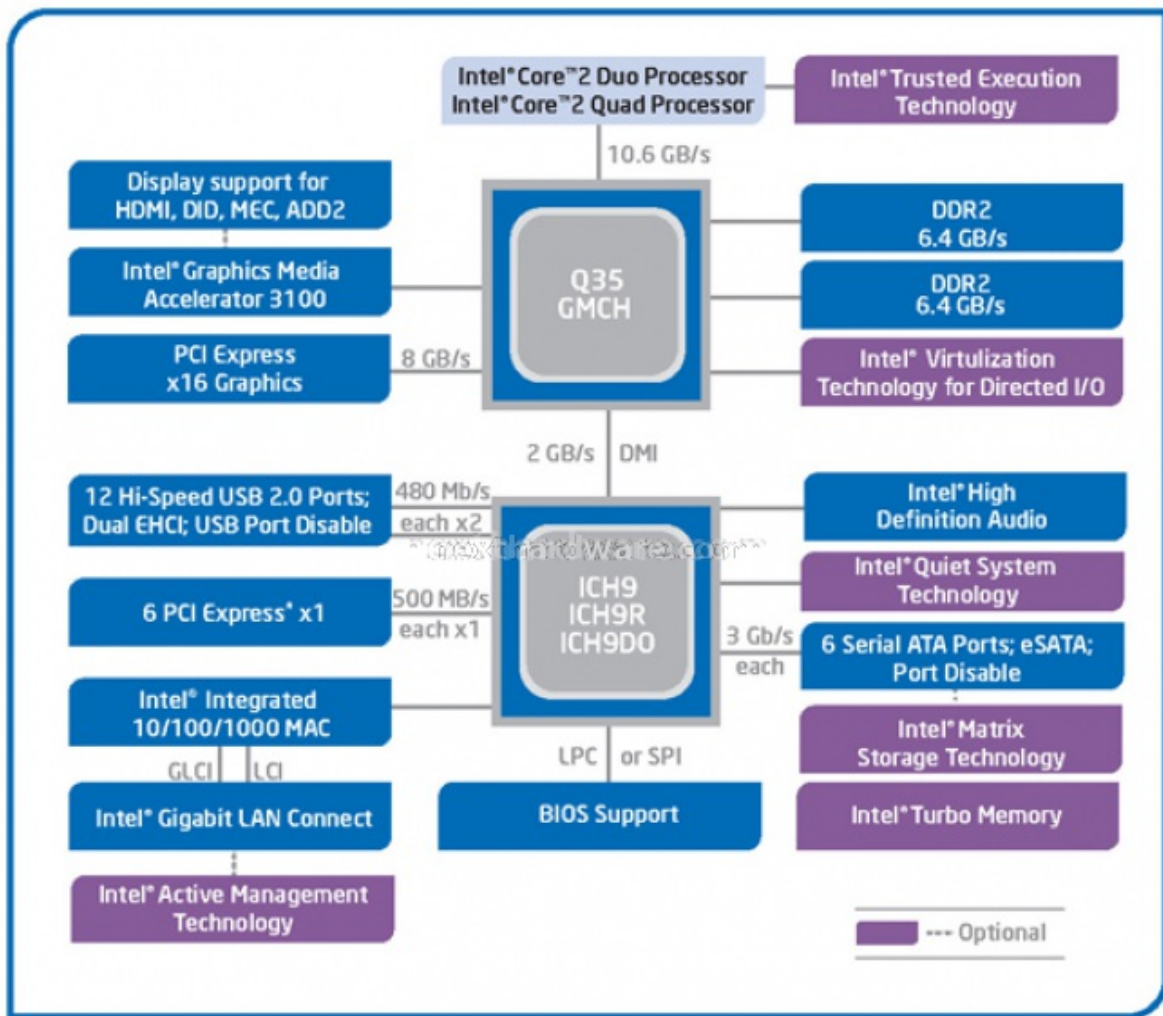 Intel® Core™2 Duo Processor
Intel® Core™2 Quad Processor
Intel® Trusted Execution
Technology
10.6 GB/s
Display support for
HDMI, DID, MEC, ADD2
Intel® Graphics Media
Accelerator 3100
PCI Express
x16 Graphics
8 GB/s
Q35
GMCH
DDR2
6.4 GB/s
DDR2
6.4 GB/s
Intel® Virtulization
Technology for Directed I/O
2 GB/s DMI
12 Hi-Speed USB 2.0 Ports;
Dual EHCI; USB Port Disable
480 Mb/s
each x2
nexthardware.com
6 PCI Express* x1
500 MB/s
each x1
Intel® Integrated
10/100/1000 MAC
GLCI LCI
Intel® Gigabit LAN Connect
Intel® Active Management
Technology
ICH9
ICH9R
ICH9DO
LPC or SPI
BIOS Support
Intel® High
Definition Audio
Intel® Quiet System
Technology
3 Gb/s
each
6 Serial ATA Ports; eSATA;
Port Disable
Intel® Matrix
Storage Technology
Intel® Turbo Memory
--- Optional